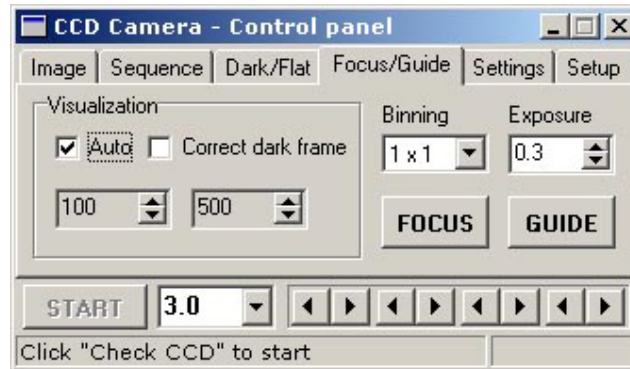 CCD Camera - Control panel
Image Sequence Dark/Flat Focus/Guide Settings Setup
Visualization
Auto Correct dark frame
100 500
Binning Exposure
1 x 1 0.3
FOCUS GUIDE
START 3.0
Click "Check CCD" to start